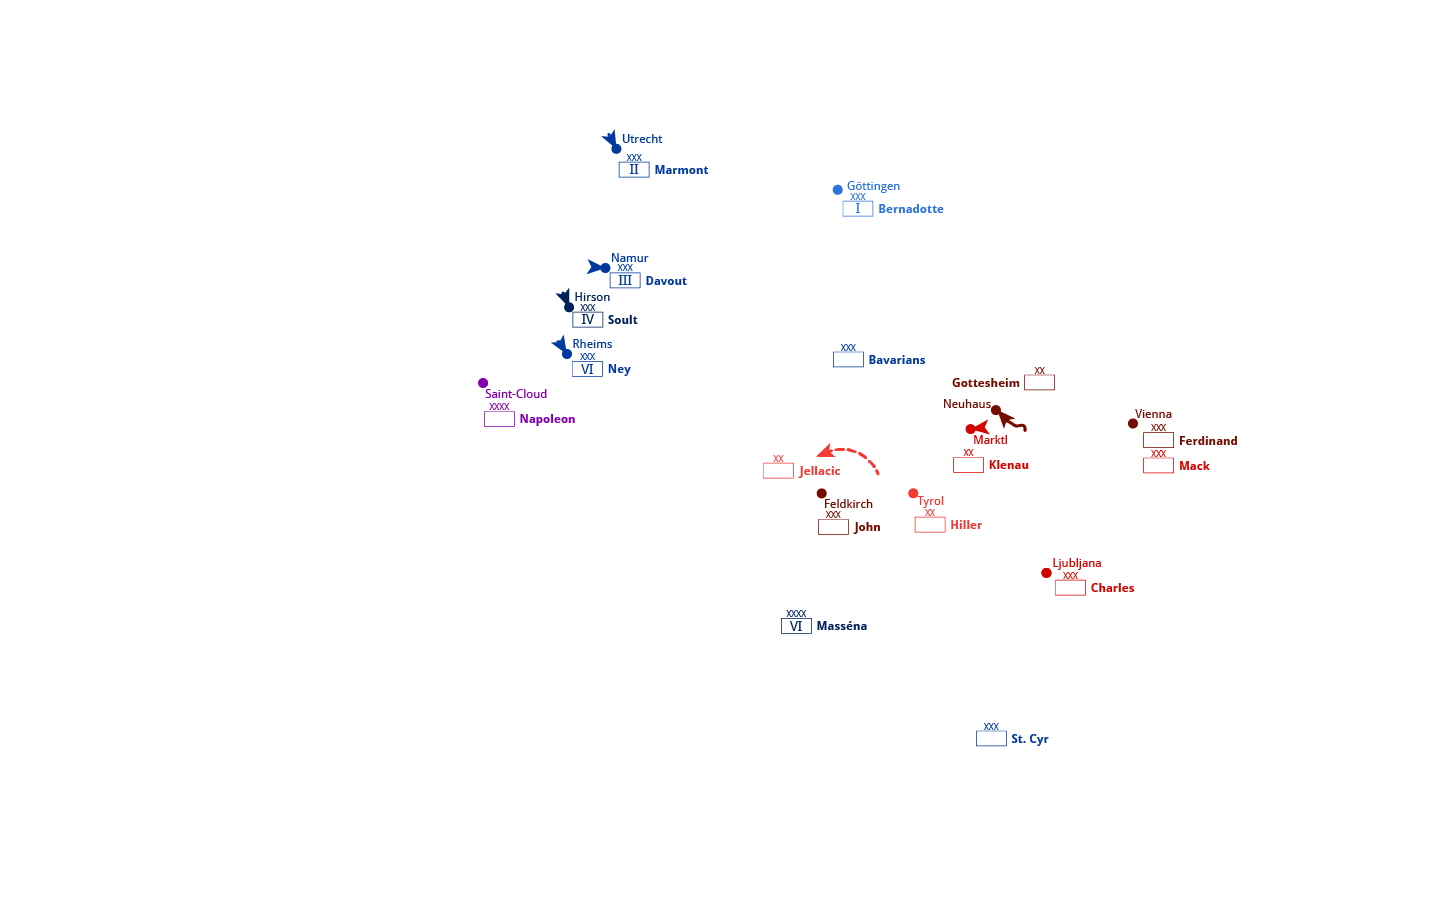 Utrecht
XXX
II Marmont
Göttingen
XXX
I Bernadotte
Namur
XXX
III Davout
Hirson
XXX
IV Soult
Rheims
XXX
VI Ney
Saint-Cloud
XXXX
Napoleon
XXX
Bavarians
XX
Gottesheim
Neuhaus
Marktl
XX
Klenau
Vienna
XXX
Ferdinand
XXX
Mack
XX
Jellacic
Feldkirch
XXX
John
Tyrol
XX
Hiller
Ljubljana
XXX
Charles
XXXX
VI Masséna
XXX
St. Cyr